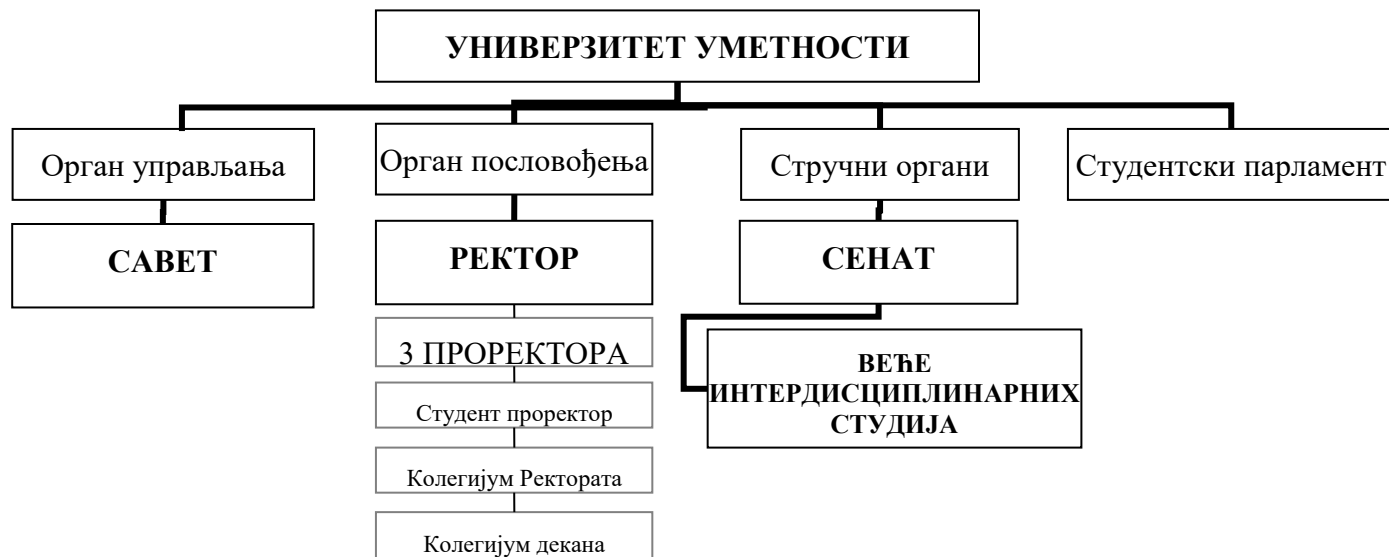 УНИВЕРЗИТЕТ УМЕТНОСТИ
Орган управљања
Орган пословођења
Стручни органи
Студентски парламент
САВЕТ
РЕКТОР
СЕНАТ
3 ПРОРЕКТОРА
Студент проректор
Колегијум Ректората
Колегијум декана
ВЕЋЕ
ИНТЕРДИСЦИПЛИНАРНИХ
СТУДИЈА